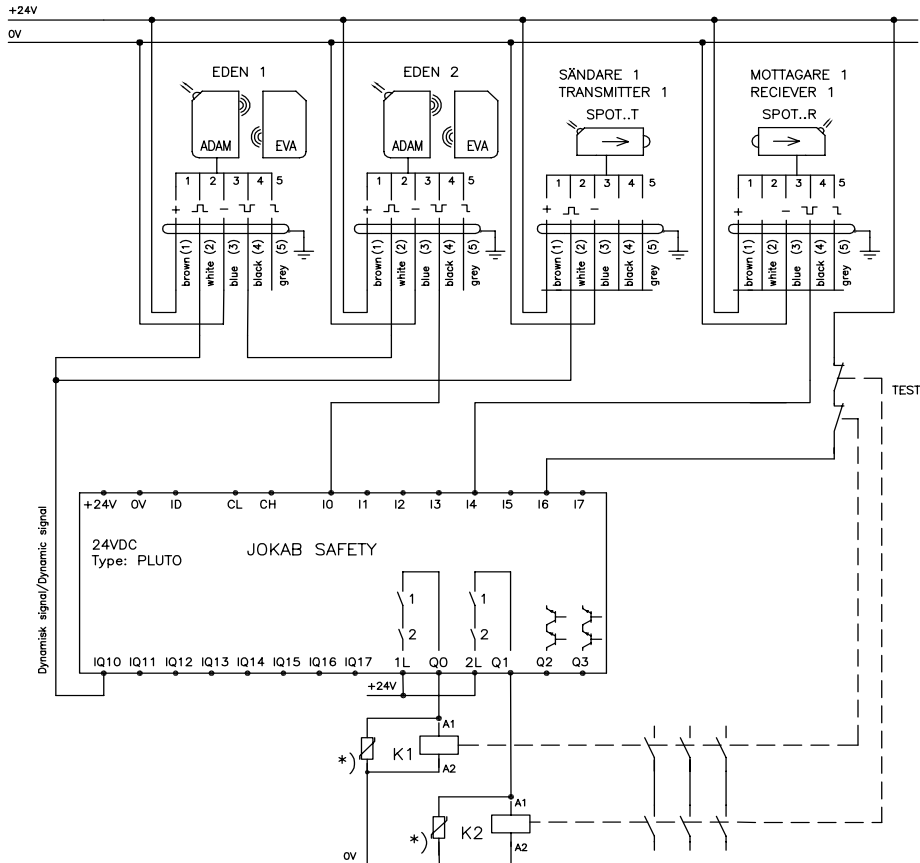 +24V
0V
EDEN 1
EDEN 2
SÄNDARE 1
TRANSMITTER 1
SPOT..T
MOTTAGARE 1
RECIEVER 1
SPOT..R
ADAM
EVA
ADAM
EVA
1 2 3 4 5
1 2 3 4 5
1 2 3 4 5
1 2 3 4 5
+ −
+ −
+ −
+ −
brown (1)
white (2)
blue (3)
black (4)
grey (5)
brown (1)
white (2)
blue (3)
black (4)
grey (5)
brown (1)
white (2)
blue (3)
black (4)
grey (5)
brown (1)
white (2)
blue (3)
black (4)
grey (5)
TEST
Dynamisk signal/Dynamic signal
+24V 0V ID CL CH I0 I1 I2 I3 I4 I5 I6 I7
24VDC
Type: PLUTO
JOKAB SAFETY
1
2
1
2
IQ10 IQ11 IQ12 IQ13 IQ14 IQ15 IQ16 IQ17 1L Q0 2L Q1 Q2 Q3
+24V
A1
*) K1
A2
A1
*) K2
A2
0V